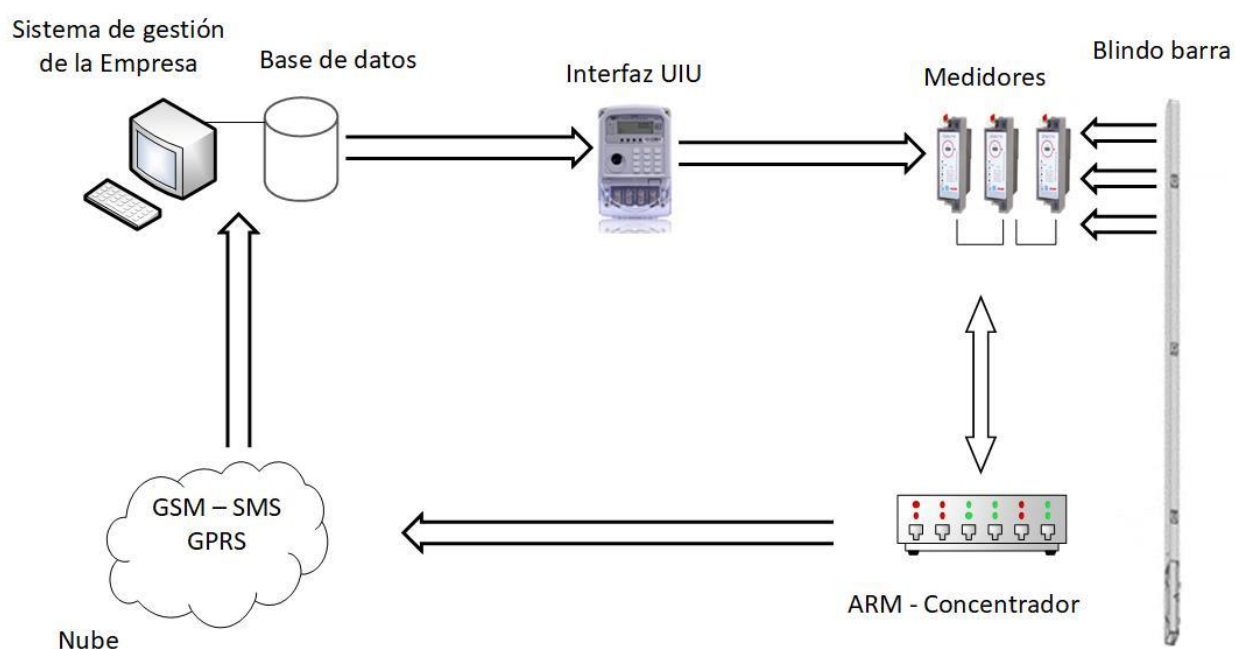 Sistema de gestión
de la Empresa
Base de datos
Interfaz UIU
Medidores
Blindo barra
GSM – SMS
GPRS
Nube
ARM - Concentrador